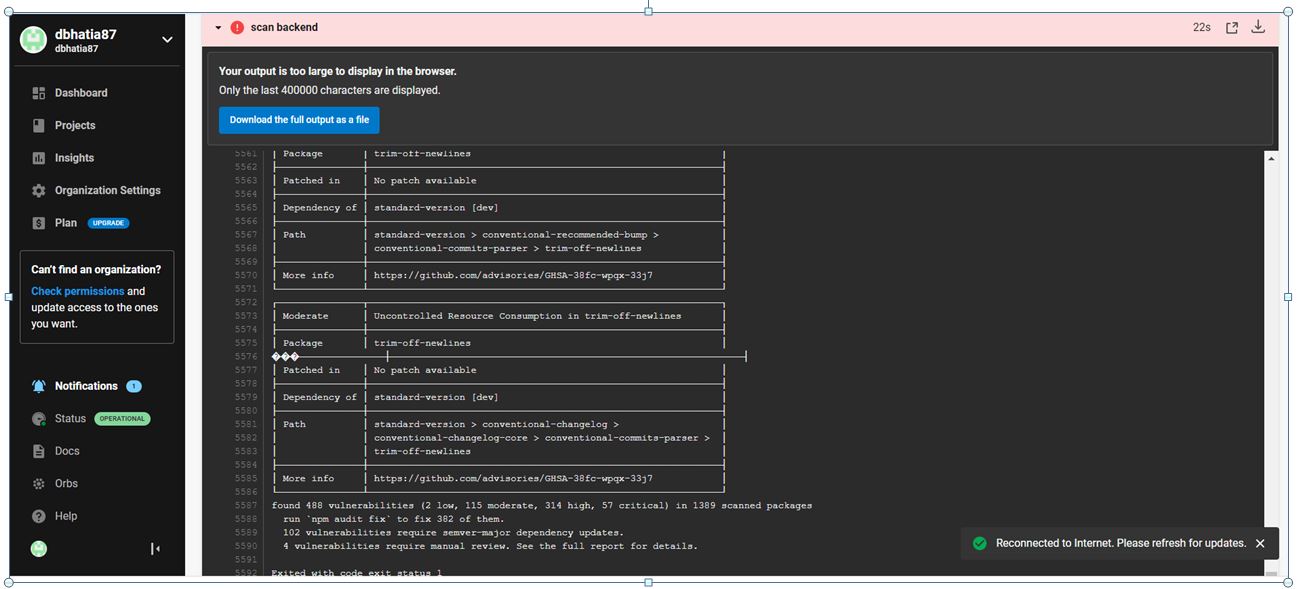 dbhatia87
dbhatia87
Dashboard
Projects
Insights
Organization Settings
Plan UPGRADE
Can't find an organization?
Check permissions and
update access to the ones
you want.
Notifications 1
Status OPERATIONAL
Docs
Orbs
Help
scan backend 22s
Your output is too large to display in the browser.
Only the last 400000 characters are displayed.
Download the full output as a file
5561 │ Package │ trim-off-newlines │
5562
5563 │ Patched in │ No patch available │
5564
5565 │ Dependency of │ standard-version [dev] │
5566
5567 │ Path │ standard-version > conventional-recommended-bump > │
5568 │ │ conventional-commits-parser > trim-off-newlines │
5569
5570 │ More info │ https://github.com/advisories/GHSA-38fc-wpqx-33j7 │
5571
5572
5573 │ Moderate │ Uncontrolled Resource Consumption in trim-off-newlines │
5574
5575 │ Package │ trim-off-newlines │
5576 ���
5577 │ Patched in │ No patch available │
5578
5579 │ Dependency of │ standard-version [dev] │
5580
5581 │ Path │ standard-version > conventional-changelog > │
5582 │ │ conventional-changelog-core > conventional-commits-parser > │
5583 │ │ trim-off-newlines │
5584
5585 │ More info │ https://github.com/advisories/GHSA-38fc-wpqx-33j7 │
5586
5587 found 488 vulnerabilities (2 low, 115 moderate, 314 high, 57 critical) in 1389 scanned packages
5588 run `npm audit fix` to fix 382 of them.
5589 102 vulnerabilities require semver-major dependency updates.
5590 4 vulnerabilities require manual review. See the full report for details.
5591
5592 Exited with code exit status 1
Reconnected to Internet. Please refresh for updates.